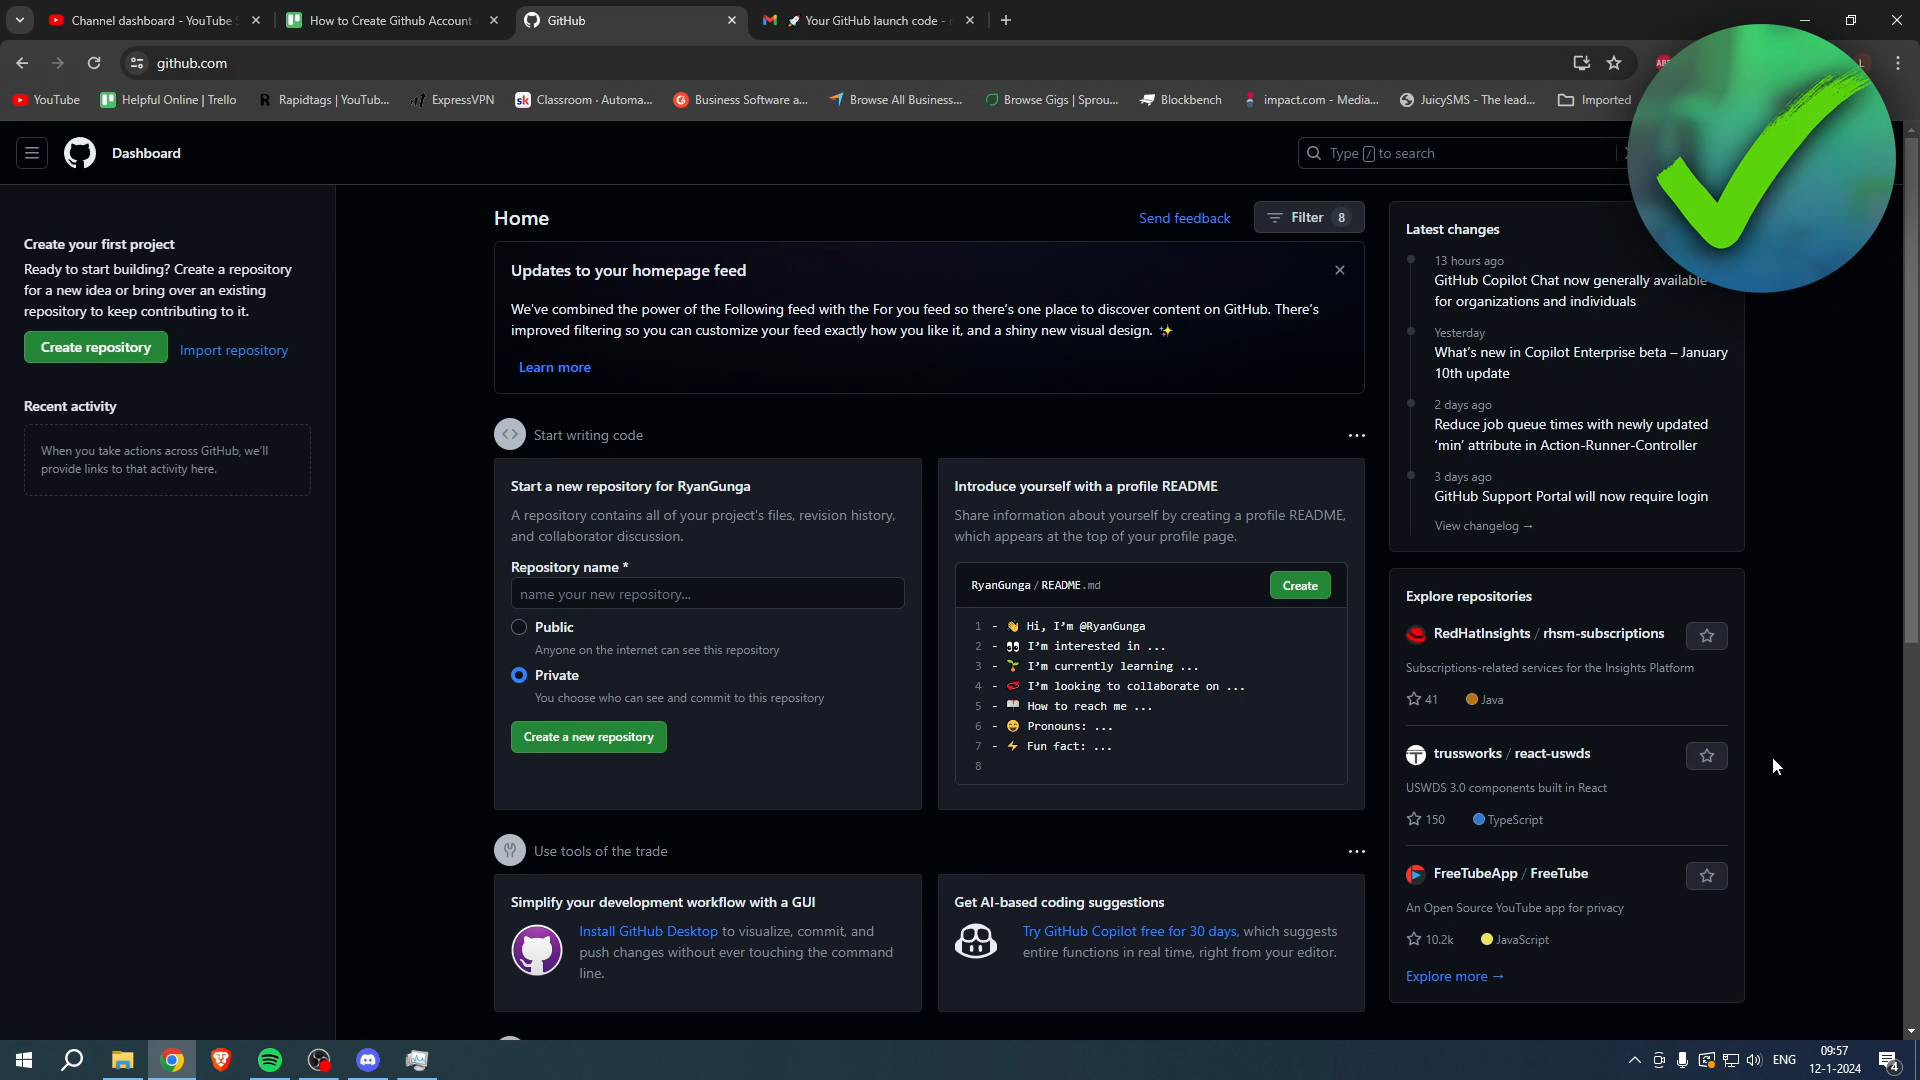 Channel dashboard - YouTube
How to Create Github Account
GitHub
Your GitHub launch code -
github.com
YouTube
Helpful Online | Trello
Rapidtags | YouTub...
ExpressVPN
Classroom · Automa...
Business Software a...
Browse All Business...
Browse Gigs | Sprou...
Blockbench
impact.com - Media...
JuicySMS - The lead...
Imported
Dashboard
Type / to search
Create your first project
Ready to start building? Create a repository
for a new idea or bring over an existing
repository to keep contributing to it.
Create repository
Import repository
Recent activity
When you take actions across GitHub, we'll
provide links to that activity here.
Home
Send feedback
Filter 8
Updates to your homepage feed
We've combined the power of the Following feed with the For you feed so there's one place to discover content on GitHub. There's
improved filtering so you can customize your feed exactly how you like it, and a shiny new visual design. ✨
Learn more
Start writing code
Start a new repository for RyanGunga
A repository contains all of your project's files, revision history,
and collaborator discussion.
Repository name *
name your new repository...
Public
Anyone on the internet can see this repository
Private
You choose who can see and commit to this repository
Create a new repository
Introduce yourself with a profile README
Share information about yourself by creating a profile README,
which appears at the top of your profile page.
RyanGunga / README.md
Create
1 - 👋 Hi, I'm @RyanGunga
2 - 👀 I'm interested in ...
3 - 🌱 I'm currently learning ...
4 - 💞️ I'm looking to collaborate on ...
5 - 📫 How to reach me ...
6 - 😄 Pronouns: ...
7 - ⚡ Fun fact: ...
8
Use tools of the trade
Simplify your development workflow with a GUI
Install GitHub Desktop to visualize, commit, and
push changes without ever touching the command
line.
Get AI-based coding suggestions
Try GitHub Copilot free for 30 days, which suggests
entire functions in real time, right from your editor.
Latest changes
13 hours ago
GitHub Copilot Chat now generally available
for organizations and individuals
Yesterday
What's new in Copilot Enterprise beta – January
10th update
2 days ago
Reduce job queue times with newly updated
'min' attribute in Action-Runner-Controller
3 days ago
GitHub Support Portal will now require login
View changelog →
Explore repositories
RedHatInsights / rhsm-subscriptions
Subscriptions-related services for the Insights Platform
41 Java
trussworks / react-uswds
USWDS 3.0 components built in React
150 TypeScript
FreeTubeApp / FreeTube
An Open Source YouTube app for privacy
10.2k JavaScript
Explore more →
ENG
09:57
12-1-2024
4